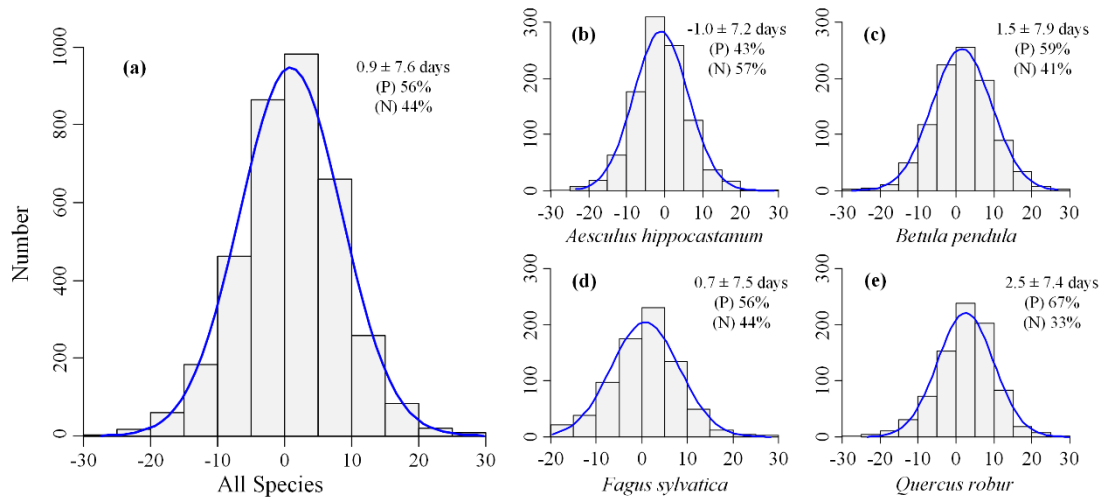 (a)
0.9 ± 7.6 days
(P) 56%
(N) 44%
Number
0
200
400
600
800
1000
-30 -20 -10 0 10 20 30
All Species
(b)
-1.0 ± 7.2 days
(P) 43%
(N) 57%
0
100
200
300
-30 -20 -10 0 10 20 30
Aesculus hippocastanum
(c)
1.5 ± 7.9 days
(P) 59%
(N) 41%
0
100
200
300
-30 -20 -10 0 10 20 30
Betula pendula
(d)
0.7 ± 7.5 days
(P) 56%
(N) 44%
0
100
200
300
-20 -10 0 10 20 30
Fagus sylvatica
(e)
2.5 ± 7.4 days
(P) 67%
(N) 33%
0
100
200
300
-30 -20 -10 0 10 20 30
Quercus robur